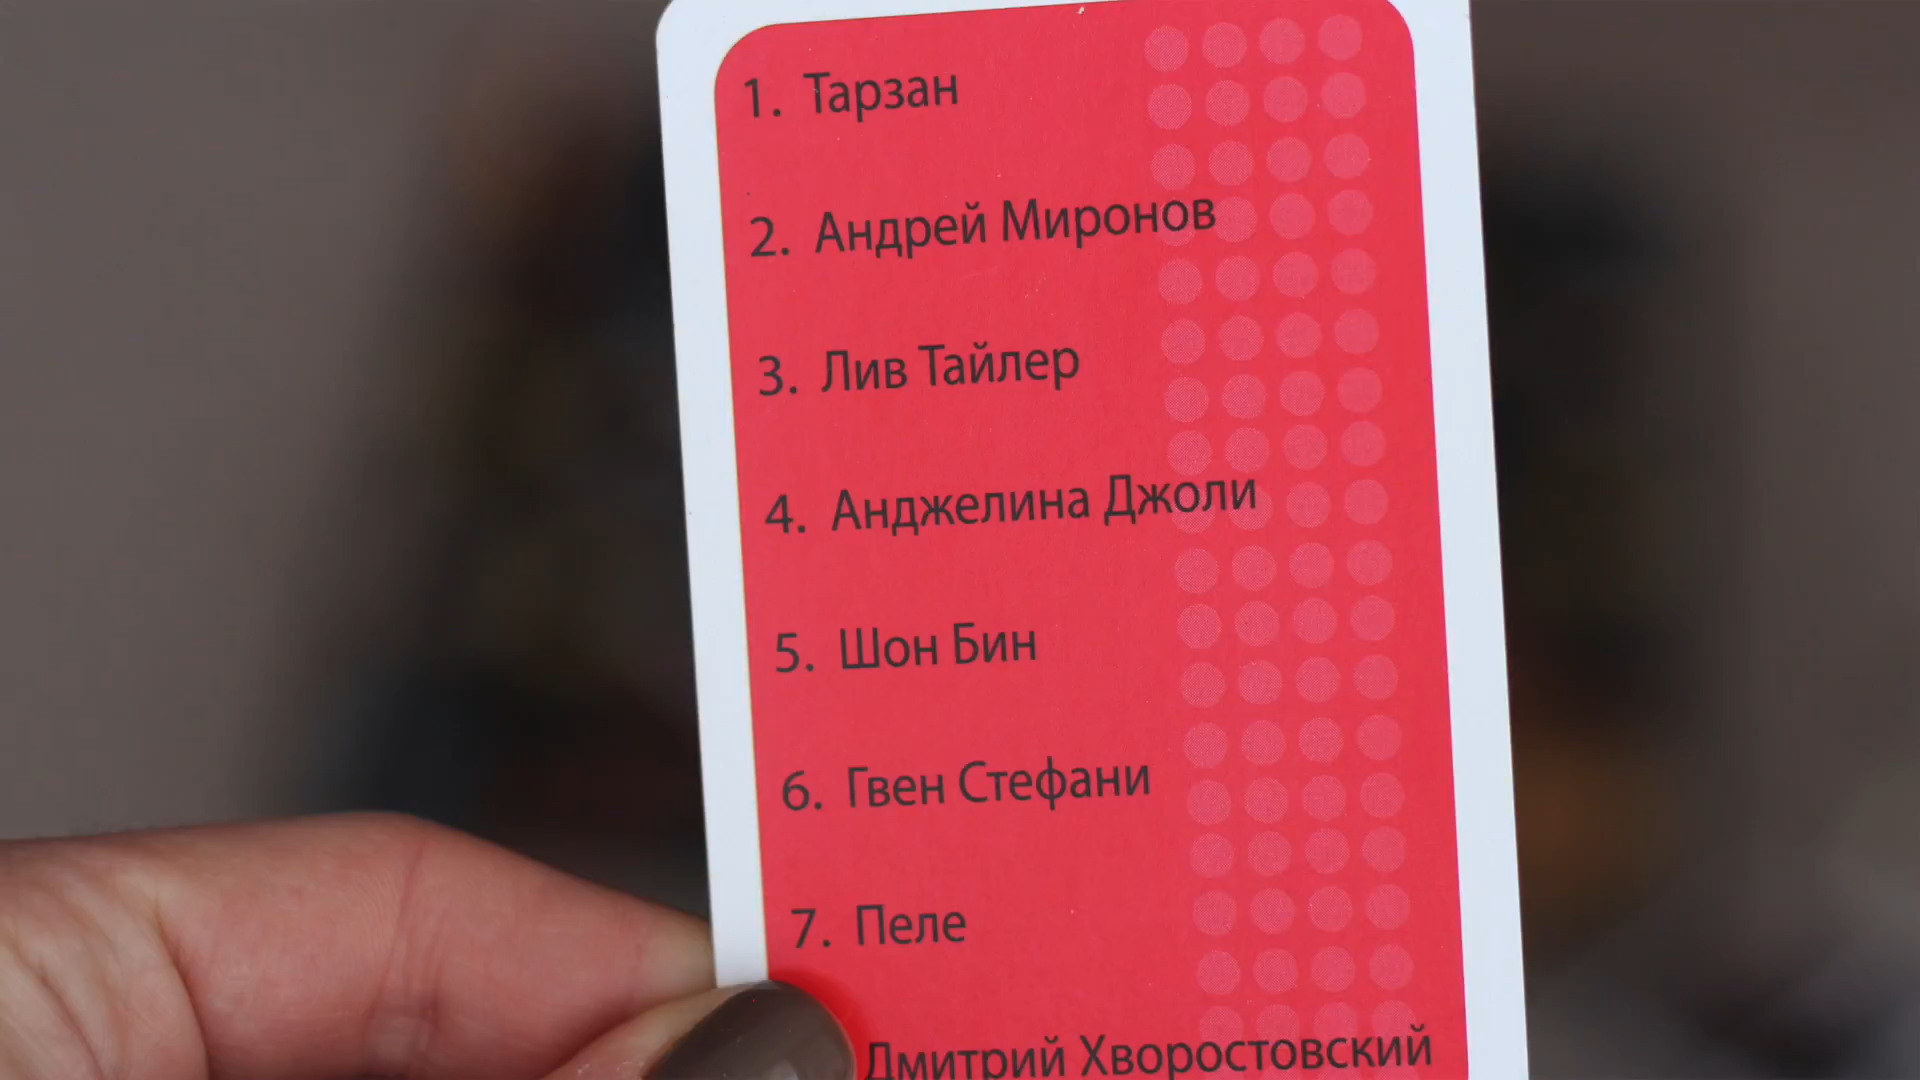 1. Тарзан
2. Андрей Миронов
3. Лив Тайлер
4. Анджелина Джоли
5. Шон Бин
6. Гвен Стефани
7. Пеле
Дмитрий Хворостовский